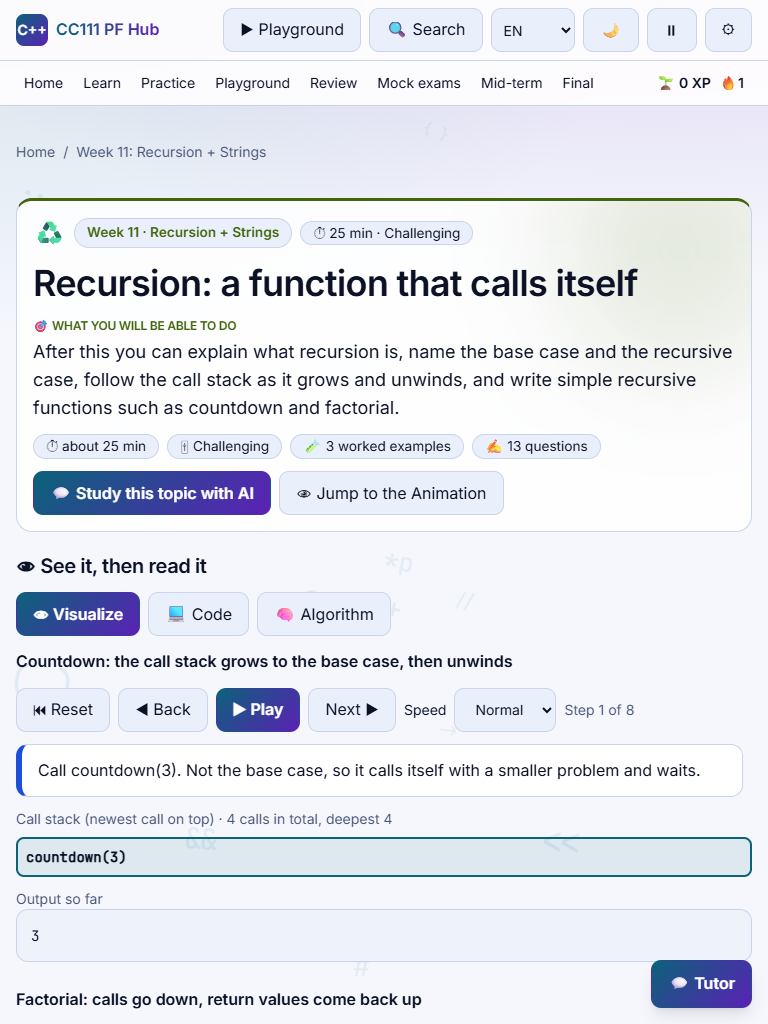 C++ CC111 PF Hub
▶ Playground
🔍 Search
EN
Home Learn Practice Playground Review Mock exams Mid-term Final
🌱 0 XP 🔥 1
Home / Week 11: Recursion + Strings
Week 11 · Recursion + Strings
⏱ 25 min · Challenging
Recursion: a function that calls itself
🎯 WHAT YOU WILL BE ABLE TO DO
After this you can explain what recursion is, name the base case and the recursive
case, follow the call stack as it grows and unwinds, and write simple recursive
functions such as countdown and factorial.
⏱ about 25 min
🎚 Challenging
🧪 3 worked examples
✍ 13 questions
💬 Study this topic with AI
👁 Jump to the Animation
*p
//
👁 See it, then read it
👁 Visualize
💻 Code
🧠 Algorithm
Countdown: the call stack grows to the base case, then unwinds
⏮ Reset
◀ Back
▶ Play
Next ▶
Speed
Normal
Step 1 of 8
Call countdown(3). Not the base case, so it calls itself with a smaller problem and waits.
Call stack (newest call on top) · 4 calls in total, deepest 4
&&
<<
countdown(3)
Output so far
3
#
💬 Tutor
Factorial: calls go down, return values come back up